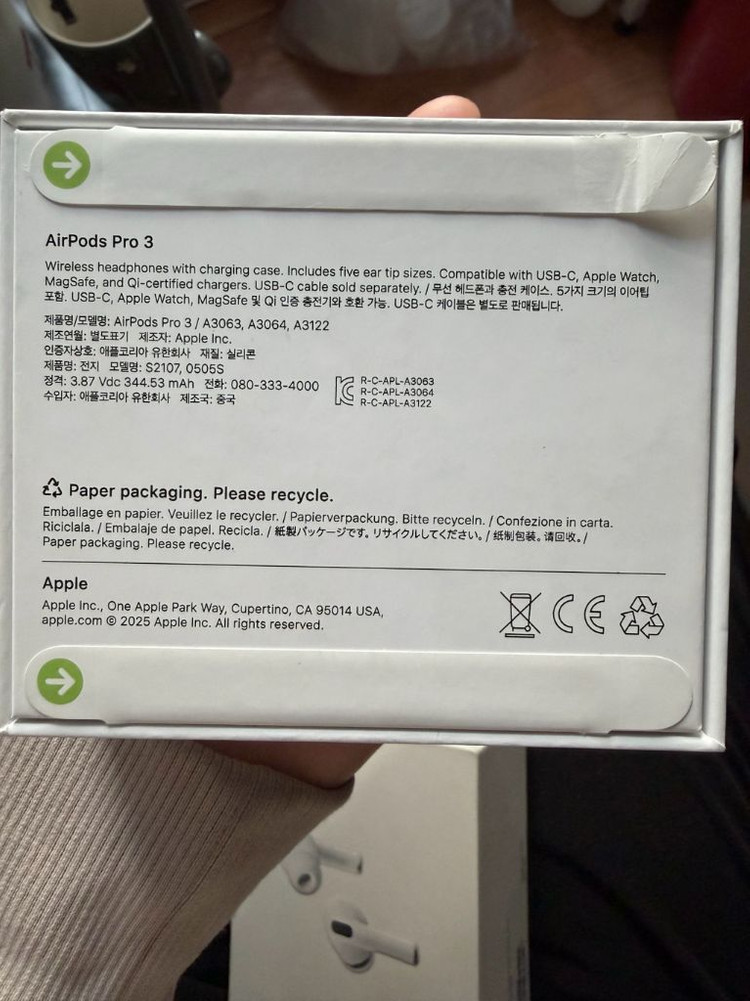 AirPods Pro 3
Wireless headphones with charging case. Includes five ear tip sizes. Compatible with USB-C, Apple Watch,
MagSafe, and Qi-certified chargers. USB-C cable sold separately. / 무선 헤드폰과 충전 케이스. 5가지 크기의 이어팁
포함. USB-C, Apple Watch, MagSafe 및 Qi 인증 충전기와 호환 가능. USB-C 케이블은 별도로 판매됩니다.
제품명/모델명: AirPods Pro 3 / A3063, A3064, A3122
제조연월: 별도표기 제조자: Apple Inc.
인증자상호: 애플코리아 유한회사 재질: 실리콘
제품명: 전지 모델명: S2107, 0505S
정격: 3.87 Vdc 344.53 mAh 전화: 080-333-4000
수입자: 애플코리아 유한회사 제조국: 중국
R-C-APL-A3063
R-C-APL-A3064
R-C-APL-A3122
Paper packaging. Please recycle.
Emballage en papier. Veuillez le recycler. / Papierverpackung. Bitte recyceln. / Confezione in carta.
Riciclala. / Embalaje de papel. Recicla. / 紙製パッケージです。リサイクルしてください。/ 纸制包装。请回收。/
Paper packaging. Please recycle.
Apple
Apple Inc., One Apple Park Way, Cupertino, CA 95014 USA,
apple.com © 2025 Apple Inc. All rights reserved.
CE